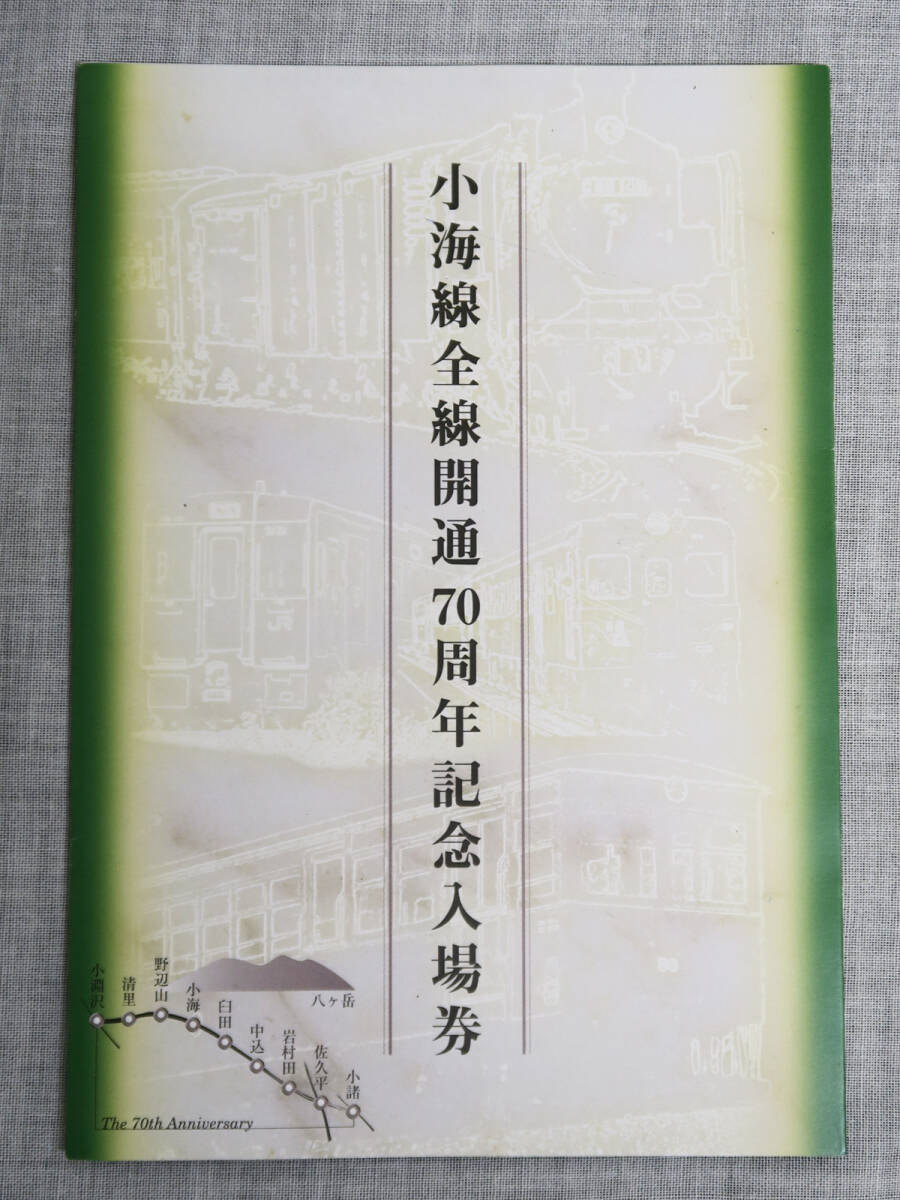 小海線全線開通70周年記念入場券
小淵沢
清里
野辺山
小海
臼田
中込
岩村田
佐久平
小諸
八ヶ岳
The 70th Anniversary